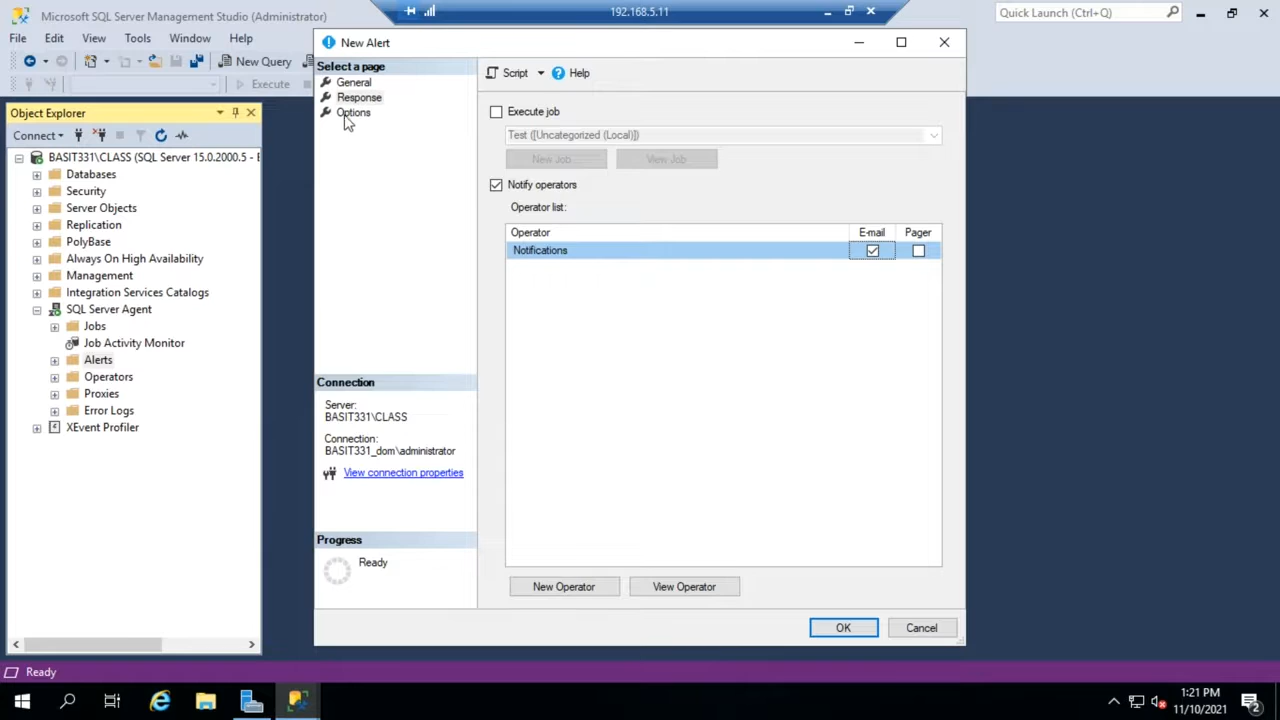 Microsoft SQL Server Management Studio (Administrator)
192.168.5.11
Quick Launch (Ctrl+Q)
File Edit View Tools Window Help
New Query
Execute
Object Explorer
Connect
BASIT331\CLASS (SQL Server 15.0.2000.5 - E
Databases
Security
Server Objects
Replication
PolyBase
Always On High Availability
Management
Integration Services Catalogs
SQL Server Agent
Jobs
Job Activity Monitor
Alerts
Operators
Proxies
Error Logs
XEvent Profiler
New Alert
Select a page
General
Response
Options
Script Help
Execute job
Test ([Uncategorized (Local)])
New Job View Job
Notify operators
Operator list:
Operator E-mail Pager
Notifications
New Operator View Operator
Connection
Server:
BASIT331\CLASS
Connection:
BASIT331_dom\administrator
View connection properties
Progress
Ready
OK Cancel
Ready
1:21 PM
11/10/2021
2